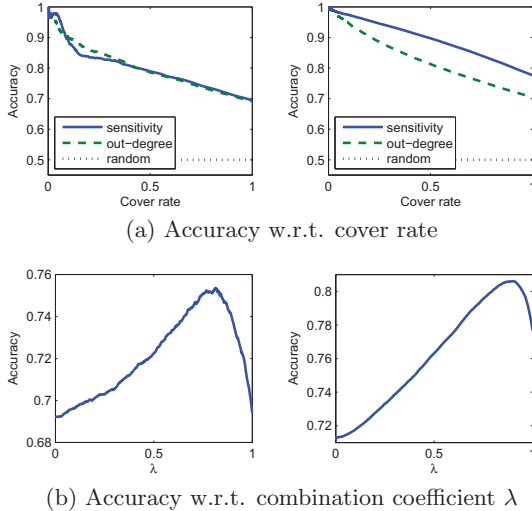 1
0.9
0.8
0.7
0.6
0.5
Accuracy
sensitivity
out-degree
random
0 0.5 1
Cover rate
1
0.9
0.8
0.7
0.6
0.5
Accuracy
sensitivity
out-degree
random
0 0.5 1
Cover rate
(a) Accuracy w.r.t. cover rate
0.76
0.74
0.72
0.7
0.68
Accuracy
0 0.5 1
λ
0.8
0.78
0.76
0.74
0.72
Accuracy
0 0.5 1
λ
(b) Accuracy w.r.t. combination coefficient λ